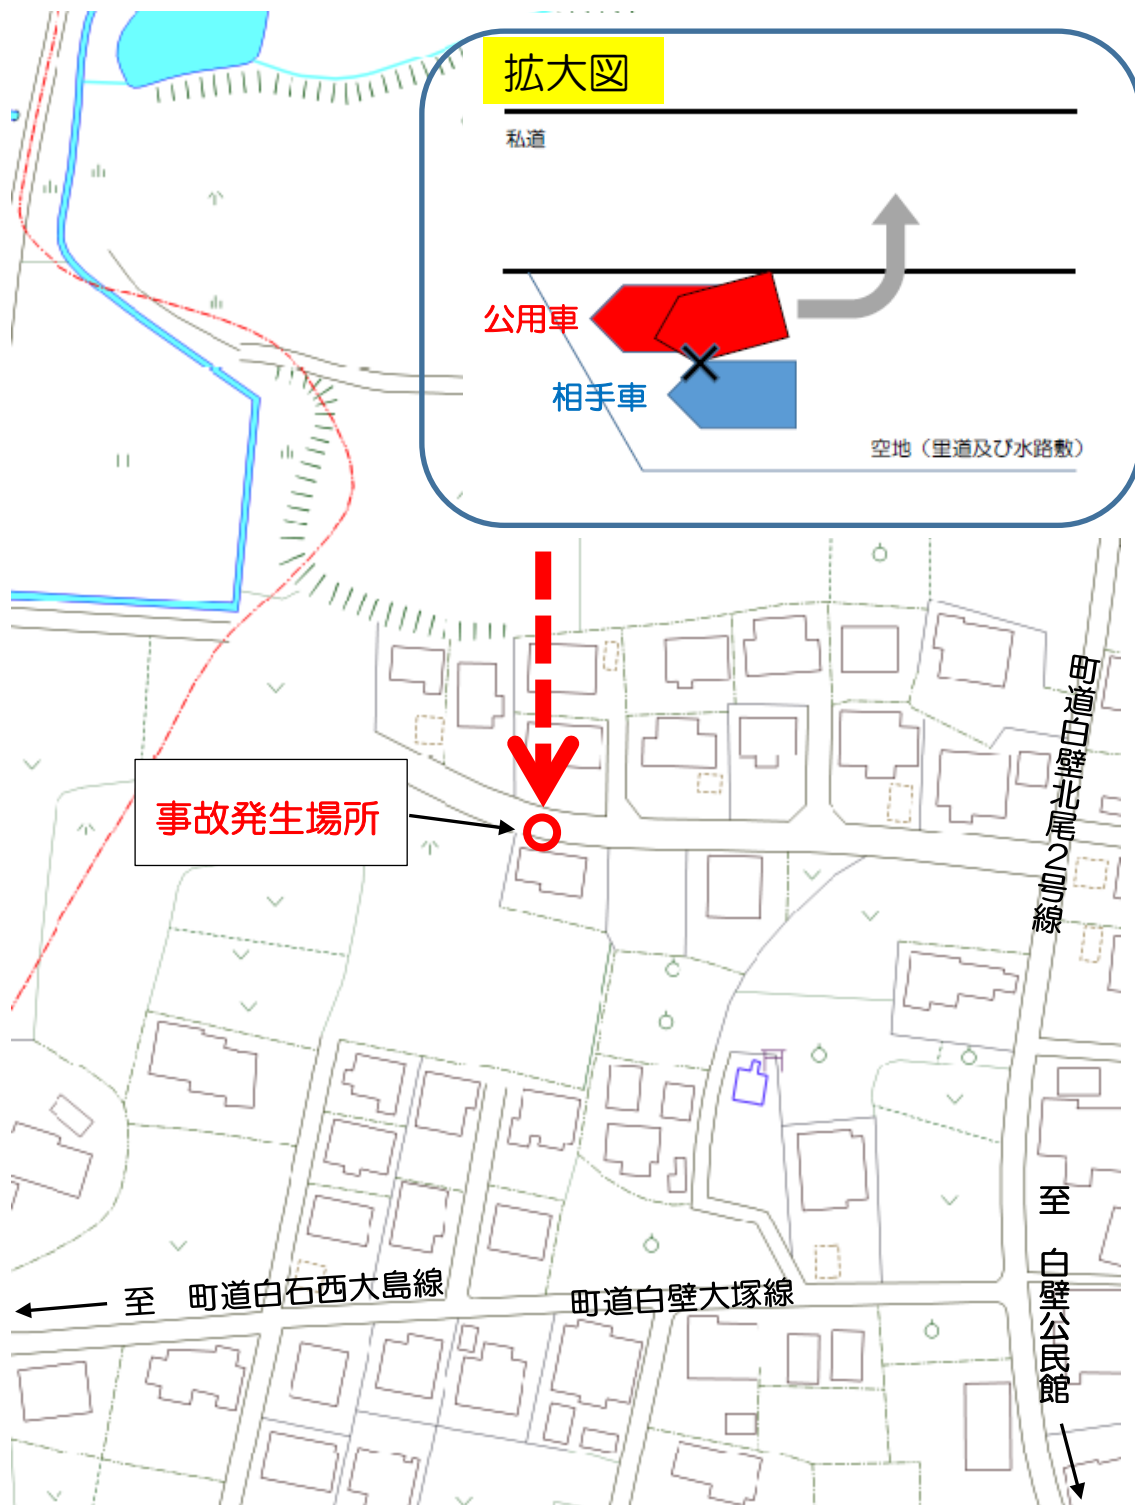 拡大図
私道
公用車
相手車
空地（里道及び水路敷）
事故発生場所
町道白壁北尾２号線
至　白壁公民館
至　町道白石西大島線
町道白壁大塚線